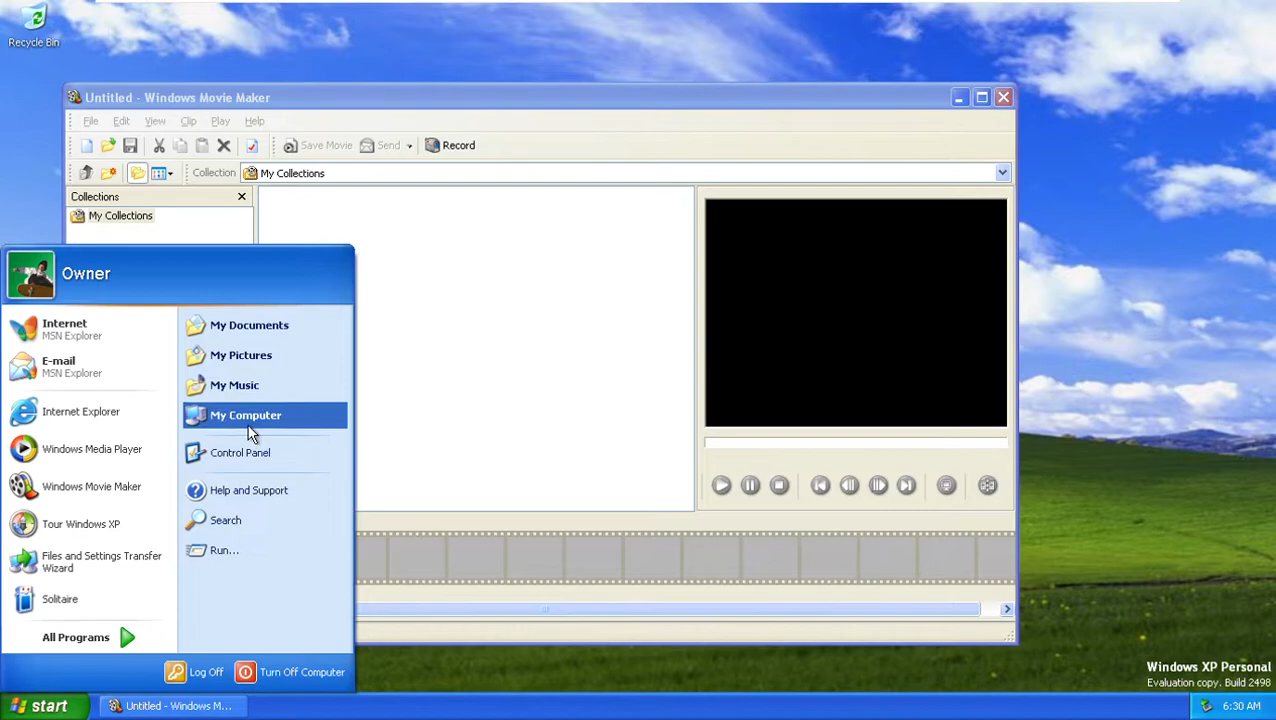 Recycle Bin
Untitled - Windows Movie Maker
File Edit View Clip Play Help
Save Movie Send Record
Collection My Collections
Collections
My Collections
Owner
Internet
MSN Explorer
E-mail
MSN Explorer
Internet Explorer
Windows Media Player
Windows Movie Maker
Tour Windows XP
Files and Settings Transfer
Wizard
Solitaire
All Programs
My Documents
My Pictures
My Music
My Computer
Control Panel
Help and Support
Search
Run...
Log Off Turn Off Computer
Windows XP Personal
Evaluation copy. Build 2498
start Untitled - Windows M... 6:30 AM